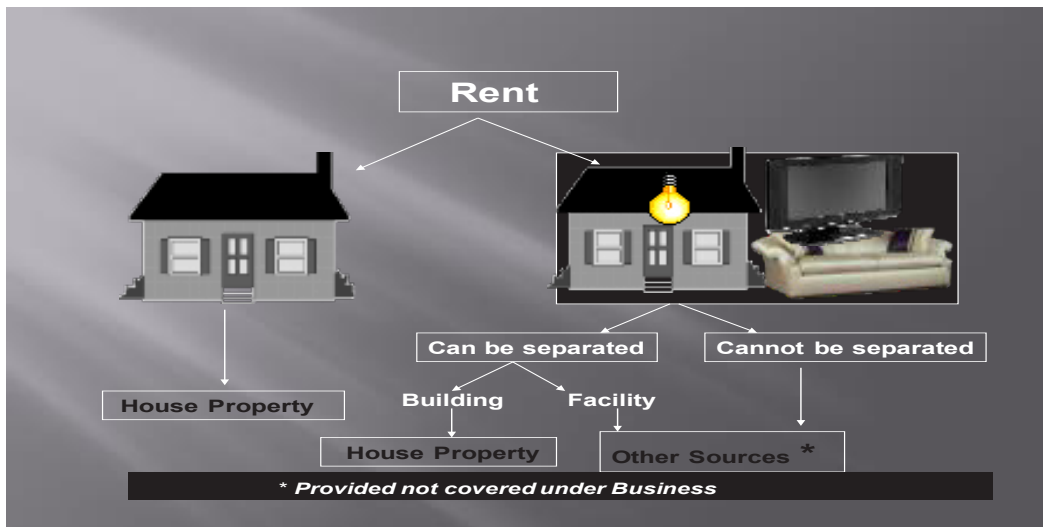 Rent
Can be separated
Cannot be separated
House Property
Building
Facility
House Property
Other Sources *
* Provided not covered under Business